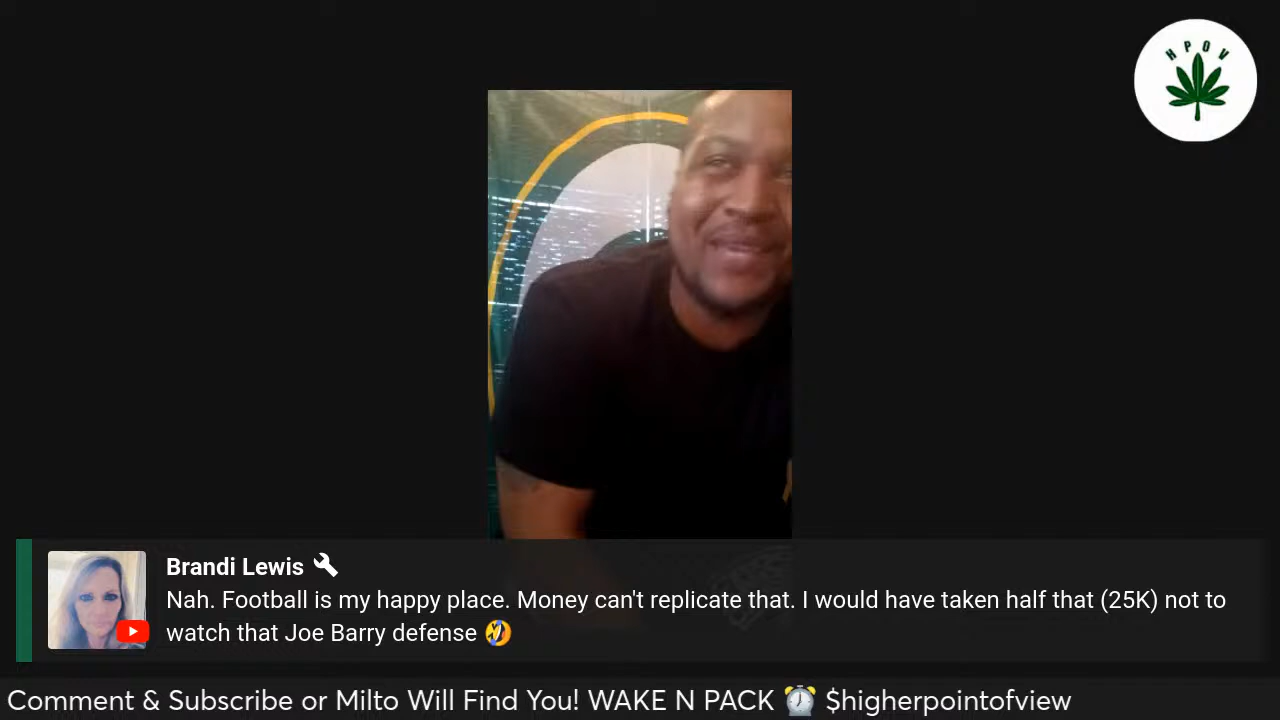 HPOV
Brandi Lewis 🔧
Nah. Football is my happy place. Money can't replicate that. I would have taken half that (25K) not to
watch that Joe Barry defense 🤣
Comment & Subscribe or Milto Will Find You! WAKE N PACK ⏰ $higherpointofview